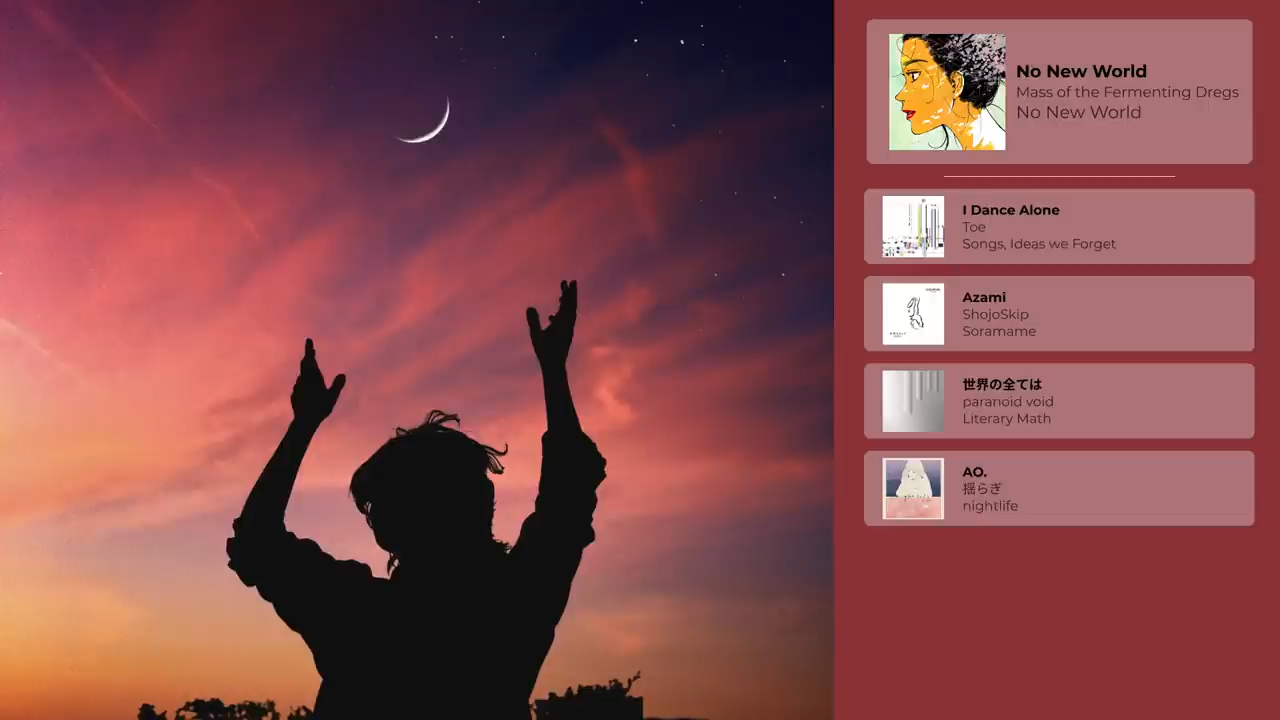 No New World
Mass of the Fermenting Dregs
No New World
I Dance Alone
Toe
Songs, Ideas we Forget
Azami
ShojoSkip
Soramame
世界の全ては
paranoid void
Literary Math
AO.
揺らぎ
nightlife